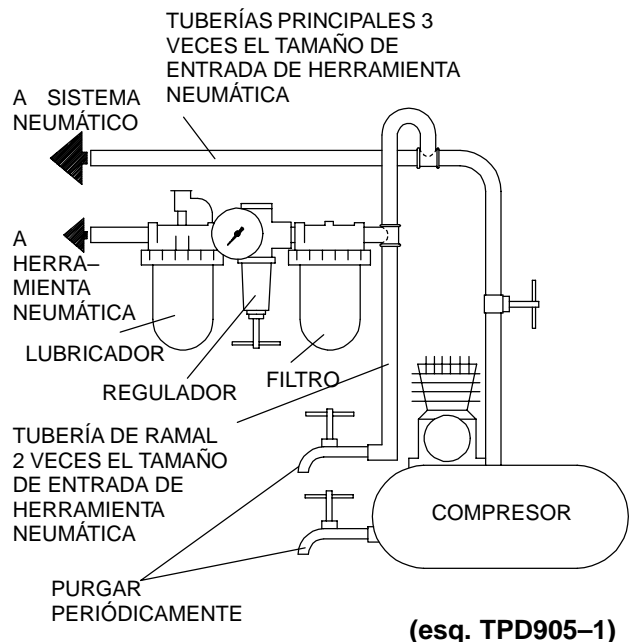 TUBERÍAS PRINCIPALES 3
VECES EL TAMAÑO DE
ENTRADA DE HERRAMIENTA
NEUMÁTICA
A SISTEMA
NEUMÁTICO
A
HERRA–
MIENTA
NEUMÁTICA
LUBRICADOR
REGULADOR
FILTRO
TUBERÍA DE RAMAL
2 VECES EL TAMAÑO
DE ENTRADA DE
HERRAMIENTA
NEUMÁTICA
COMPRESOR
PURGAR
PERIÓDICAMENTE
(esq. TPD905–1)